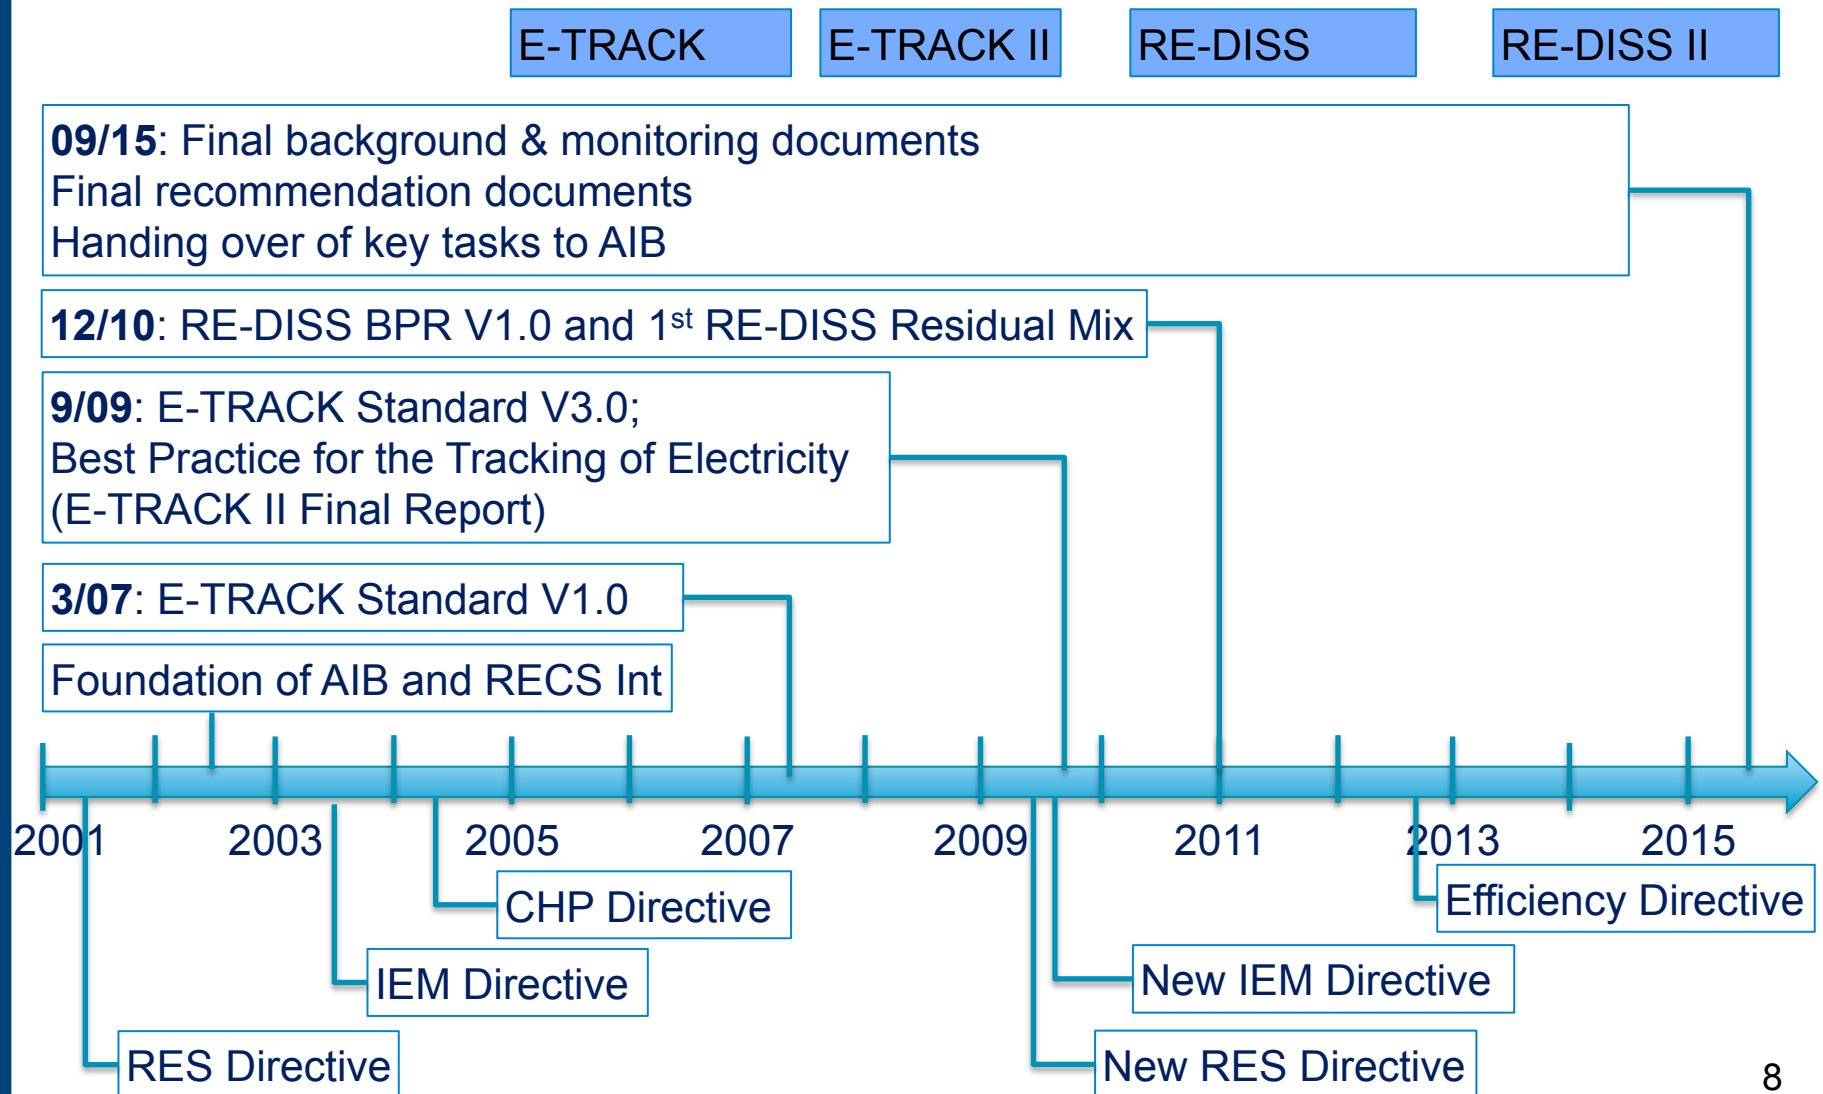 E-TRACK
E-TRACK II
RE-DISS
RE-DISS II
09/15: Final background & monitoring documents
Final recommendation documents
Handing over of key tasks to AIB
12/10: RE-DISS BPR V1.0 and 1st RE-DISS Residual Mix
9/09: E-TRACK Standard V3.0;
Best Practice for the Tracking of Electricity
(E-TRACK II Final Report)
3/07: E-TRACK Standard V1.0
Foundation of AIB and RECS Int
2001 2003 2005 2007 2009 2011 2013 2015
CHP Directive
Efficiency Directive
IEM Directive
New IEM Directive
RES Directive
New RES Directive
8